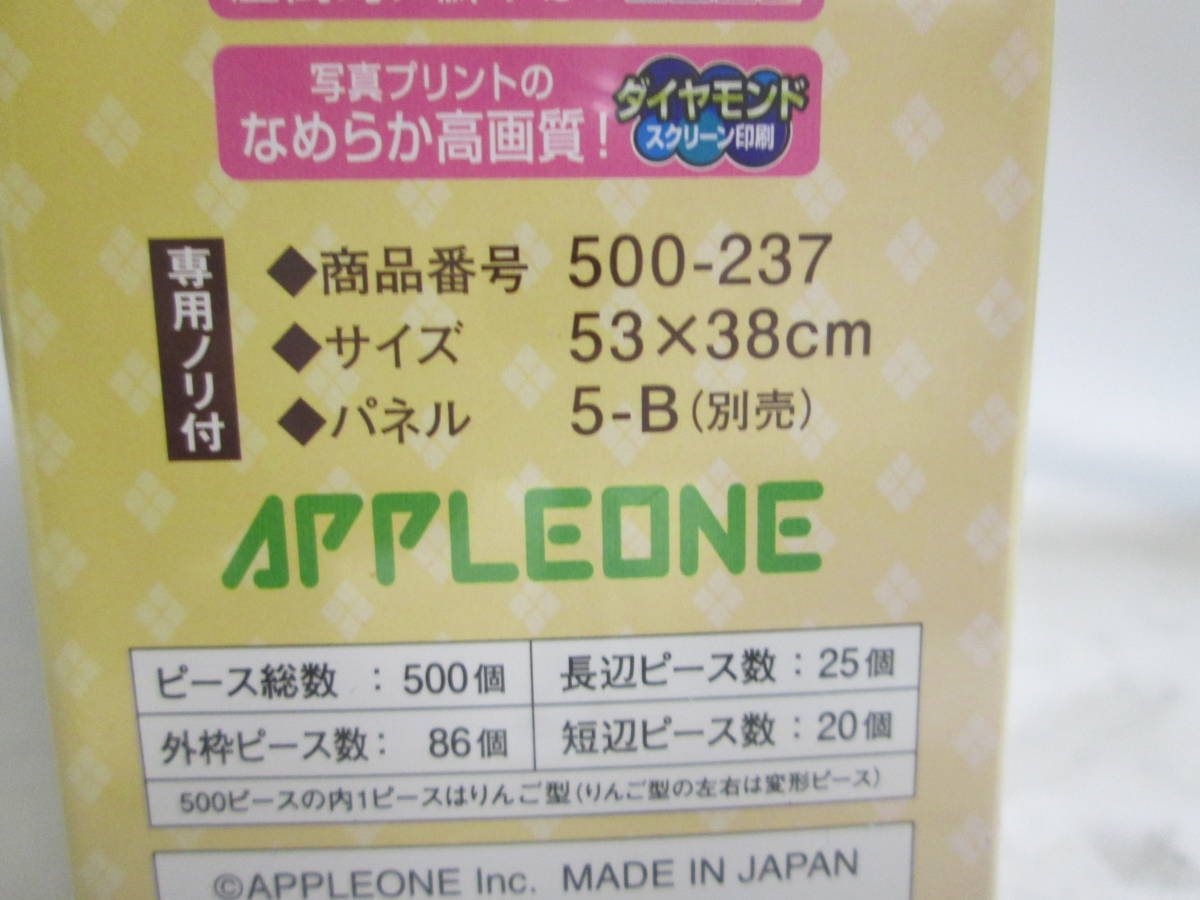 写真プリントの
なめらか高画質!
ダイヤモンド
スクリーン印刷
専用ノリ付
◆商品番号 500-237
◆サイズ 53×38cm
◆パネル 5-B(別売)
APPLEONE
ピース総数 : 500個 長辺ピース数 : 25個
外枠ピース数: 86個 短辺ピース数 : 20個
500ピースの内1ピースはりんご型(りんご型の左右は変形ピース)
©APPLEONE Inc. MADE IN JAPAN